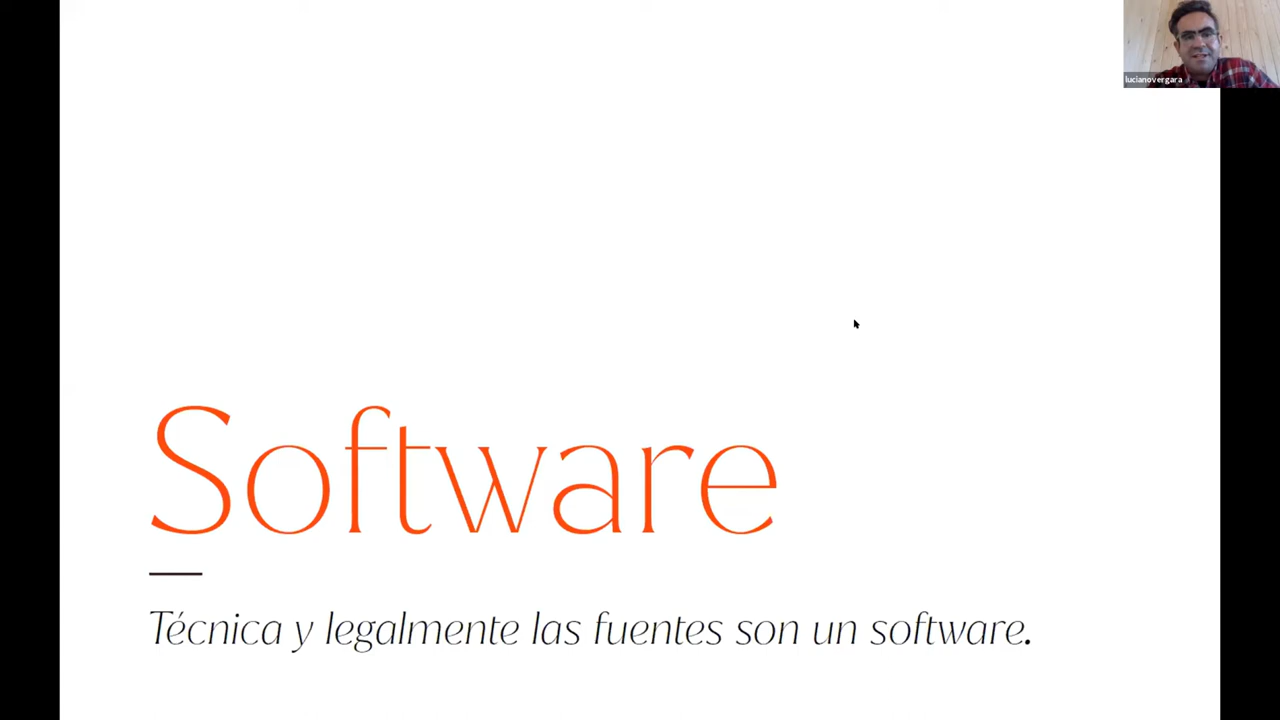 lucianovergara
Software
Técnica y legalmente las fuentes son un software.